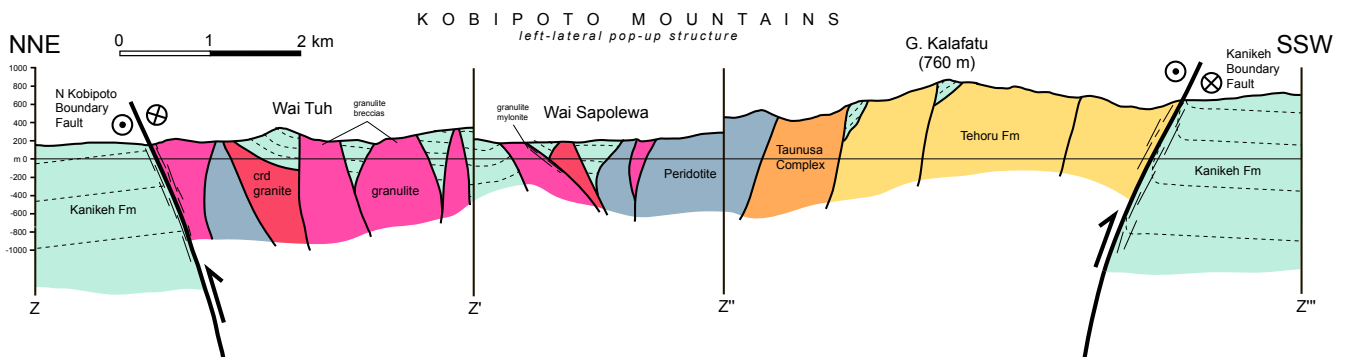 K O B I P O T O M O U N T A I N S
left-lateral pop-up structure
NNE
0 1 2 km
G. Kalafatu
(760 m)
Kanikeh
Boundary
Fault
SSW
1000
800
600
400
200
m 0
-200
-400
-600
-800
-1000
N Kobipoto
Boundary
Fault
Wai Tuh
granulite
breccias
granulite
mylonite
Wai Sapolewa
Kanikeh Fm
crd
granite
granulite
Peridotite
Taunusa
Complex
Tehoru Fm
Kanikeh Fm
Z
Z'
Z''
Z'''